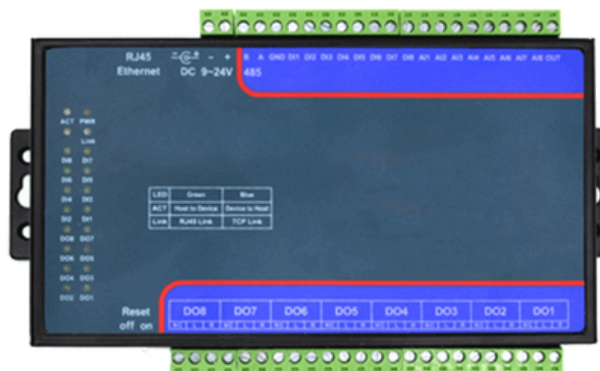 RJ45 - + B A GND DI1 DI2 DI3 DI4 DI5 DI6 DI7 DI8 AI1 AI2 AI3 AI4 AI5 AI6 AI7 AI8 OUT
Ethernet DC 9~24V 485
ACT PWR
Link
DI8 DI7
DI6 DI5
DI4 DI3
DI2 DI1
DO8 DO7
DO6 DO5
DO4 DO3
DO2 DO1
LED Green Blue
ACT Host to Device Device to Host
Link RJ45 Link TCP Link
Reset DO8 DO7 DO6 DO5 DO4 DO3 DO2 DO1
off on